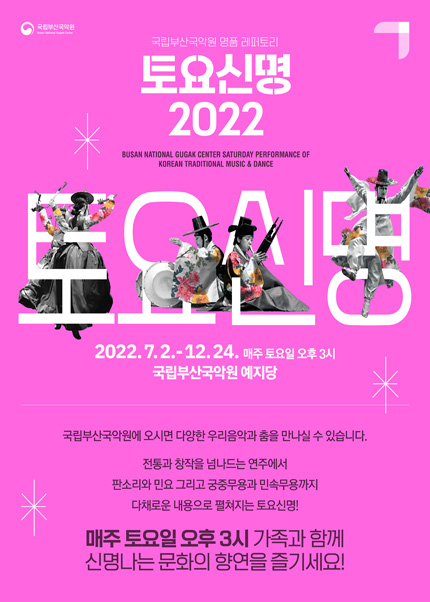 국립부산국악원
Busan National Gugak Center
국립부산국악원 명품 레퍼토리
토요신명
2022
BUSAN NATIONAL GUGAK CENTER SATURDAY PERFORMANCE OF
KOREAN TRADITIONAL MUSIC & DANCE
토요신명
2022. 7. 2. - 12. 24. 매주 토요일 오후 3시
국립부산국악원 예지당
국립부산국악원에 오시면 다양한 우리음악과 춤을 만나실 수 있습니다.
전통과 창작을 넘나드는 연주에서
판소리와 민요 그리고 궁중무용과 민속무용까지
다채로운 내용으로 펼쳐지는 토요신명!
매주 토요일 오후 3시 가족과 함께
신명나는 문화의 향연을 즐기세요!